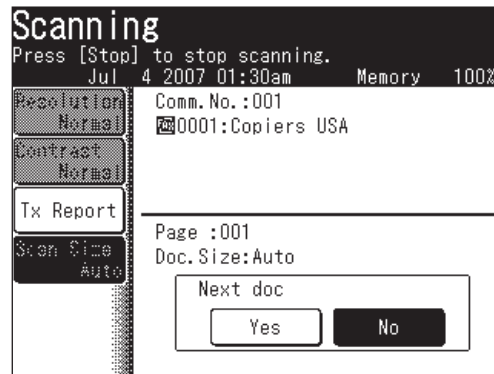 Scanning
Press [Stop] to stop scanning.
Jul 4 2007 01:30am Memory 100%
Resolution
Normal
Contrast
Normal
Tx Report
Scan Size
Auto
Comm.No.:001
Fax 0001:Copiers USA
Page :001
Doc.Size:Auto
Next doc
Yes No